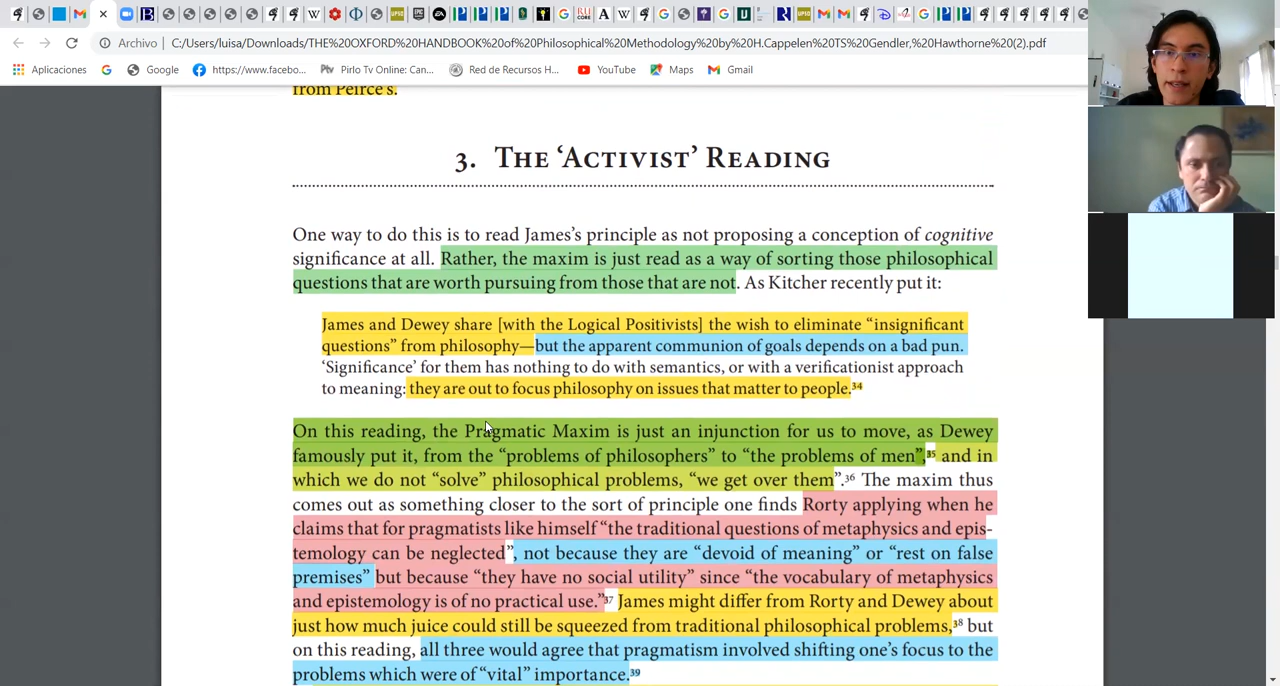 Archivo
C:/Users/luisa/Downloads/THE%20OXFORD%20HANDBOOK%20of%20Philosophical%20Methodology%20by%20H.Cappelen%20TS%20Gendler,%20Hawthorne%20(2).pdf
Aplicaciones
Google
https://www.facebo...
Ptv Pirlo Tv Online: Can...
Red de Recursos H...
YouTube
Maps
Gmail
from Peirce's.
3. The 'Activist' Reading
One way to do this is to read James's principle as not proposing a conception of cognitive
significance at all. Rather, the maxim is just read as a way of sorting those philosophical
questions that are worth pursuing from those that are not. As Kitcher recently put it:
James and Dewey share [with the Logical Positivists] the wish to eliminate “insignificant
questions” from philosophy—but the apparent communion of goals depends on a bad pun.
‘Significance’ for them has nothing to do with semantics, or with a verificationist approach
to meaning: they are out to focus philosophy on issues that matter to people.34
On this reading, the Pragmatic Maxim is just an injunction for us to move, as Dewey
famously put it, from the “problems of philosophers” to “the problems of men”,35 and in
which we do not “solve” philosophical problems, “we get over them”.36 The maxim thus
comes out as something closer to the sort of principle one finds Rorty applying when he
claims that for pragmatists like himself “the traditional questions of metaphysics and epis-
temology can be neglected”, not because they are “devoid of meaning” or “rest on false
premises” but because “they have no social utility” since “the vocabulary of metaphysics
and epistemology is of no practical use.”37 James might differ from Rorty and Dewey about
just how much juice could still be squeezed from traditional philosophical problems,38 but
on this reading, all three would agree that pragmatism involved shifting one's focus to the
problems which were of “vital” importance.39